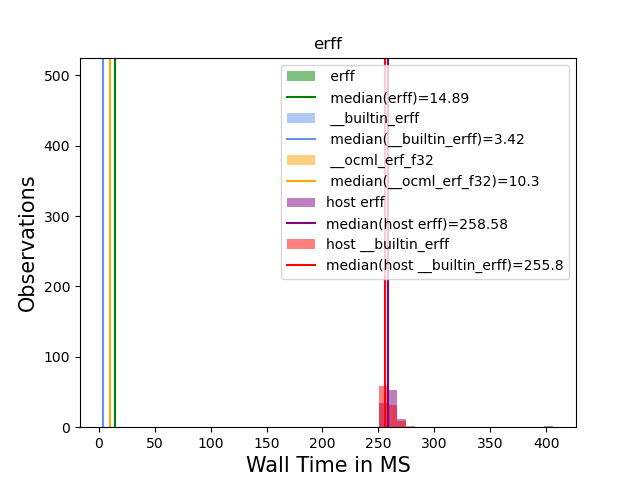 erff
erff
median(erff)=14.89
__builtin_erff
median(__builtin_erff)=3.42
__ocml_erf_f32
median(__ocml_erf_f32)=10.3
host erff
median(host erff)=258.58
host __builtin_erff
median(host __builtin_erff)=255.8
Observations
500
400
300
200
100
0
0 50 100 150 200 250 300 350 400
Wall Time in MS